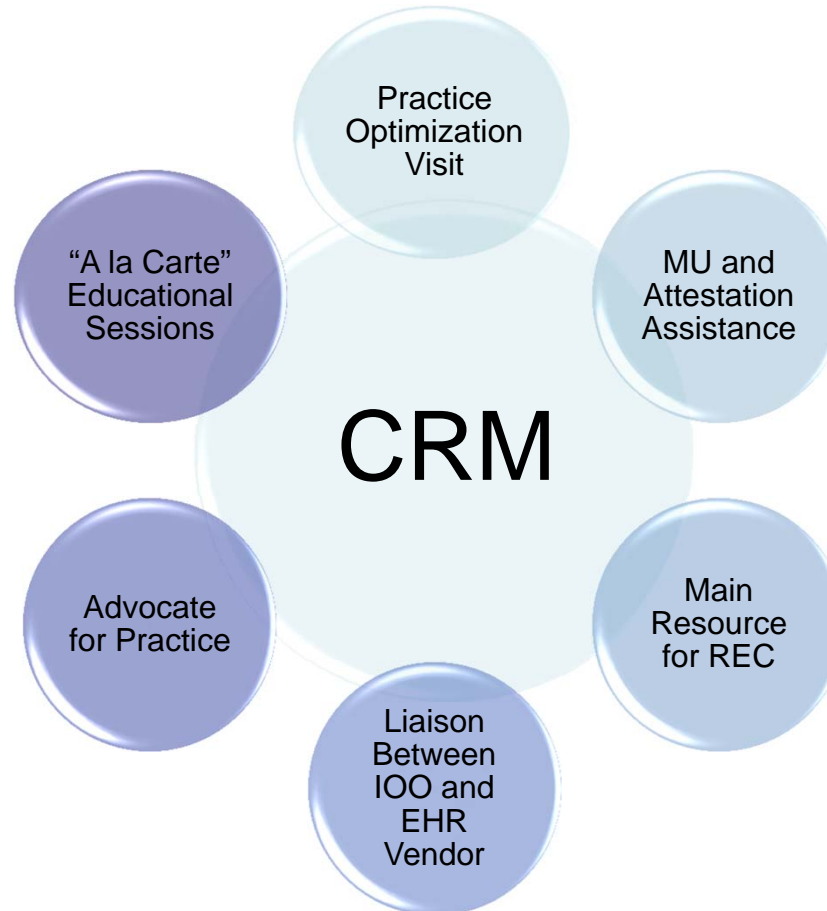 Practice
Optimization
Visit
“A la Carte”
Educational
Sessions
MU and
Attestation
Assistance
CRM
Advocate
for Practice
Main
Resource
for REC
Liaison
Between
IOO and
EHR
Vendor